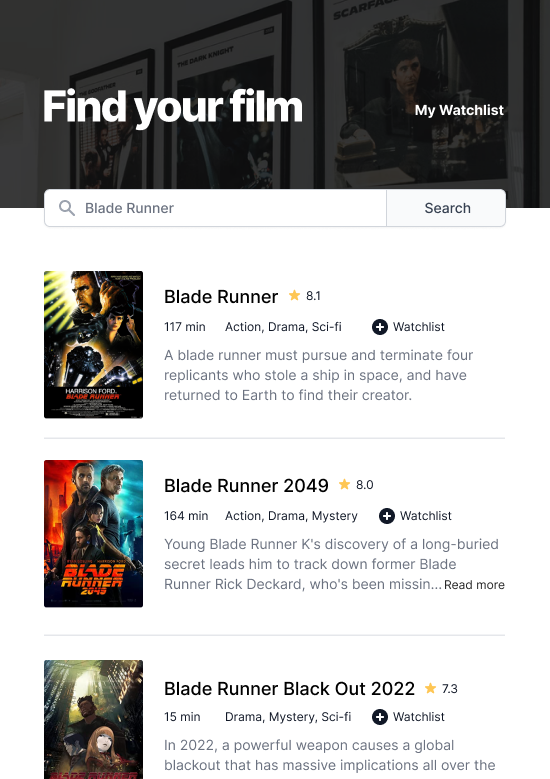 SCARFACE
THE DARK KNIGHT
Find your film
My Watchlist
Blade Runner
Search
Blade Runner
8.1
117 min
Action, Drama, Sci-fi
Watchlist
A blade runner must pursue and terminate four
replicants who stole a ship in space, and have
returned to Earth to find their creator.
HARRISON FORD
BLADE RUNNER
Blade Runner 2049
8.0
164 min
Action, Drama, Mystery
Watchlist
Young Blade Runner K's discovery of a long-buried
secret leads him to track down former Blade
Runner Rick Deckard, who's been missin... Read more
BLADE
RUNNER
2049
Blade Runner Black Out 2022
7.3
15 min
Drama, Mystery, Sci-fi
Watchlist
In 2022, a powerful weapon causes a global
blackout that has massive implications all over the